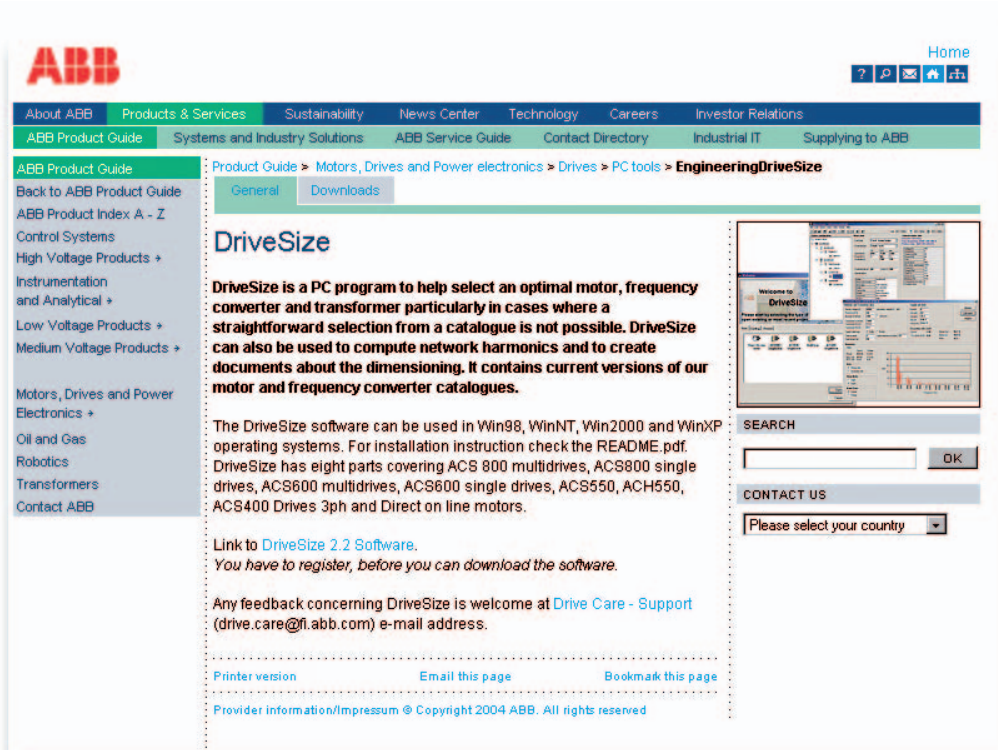 ABB
Home
About ABB Products & Services Sustainability News Center Technology Careers Investor Relations
ABB Product Guide Systems and Industry Solutions ABB Service Guide Contact Directory Industrial IT Supplying to ABB
ABB Product Guide
Back to ABB Product Guide
ABB Product Index A - Z
Control Systems
High Voltage Products
Instrumentation
and Analytical
Low Voltage Products
Medium Voltage Products
Motors, Drives and Power
Electronics
Oil and Gas
Robotics
Transformers
Contact ABB
Product Guide > Motors, Drives and Power electronics > Drives > PC tools > EngineeringDriveSize
General Downloads
DriveSize
DriveSize is a PC program to help select an optimal motor, frequency
converter and transformer particularly in cases where a
straightforward selection from a catalogue is not possible. DriveSize
can also be used to compute network harmonics and to create
documents about the dimensioning. It contains current versions of our
motor and frequency converter catalogues.
The DriveSize software can be used in Win98, WinNT, Win2000 and WinXP
operating systems. For installation instruction check the README.pdf.
DriveSize has eight parts covering ACS 800 multidrives, ACS800 single
drives, ACS600 multidrives, ACS600 single drives, ACS550, ACH550,
ACS400 Drives 3ph and Direct on line motors.
Link to DriveSize 2.2 Software.
You have to register, before you can download the software.
Any feedback concerning DriveSize is welcome at Drive Care - Support
(drive.care@fi.abb.com) e-mail address.
Printer version Email this page Bookmark this page
Provider information/Impressum © Copyright 2004 ABB. All rights reserved
Welcome to
DriveSize
SEARCH
OK
CONTACT US
Please select your country